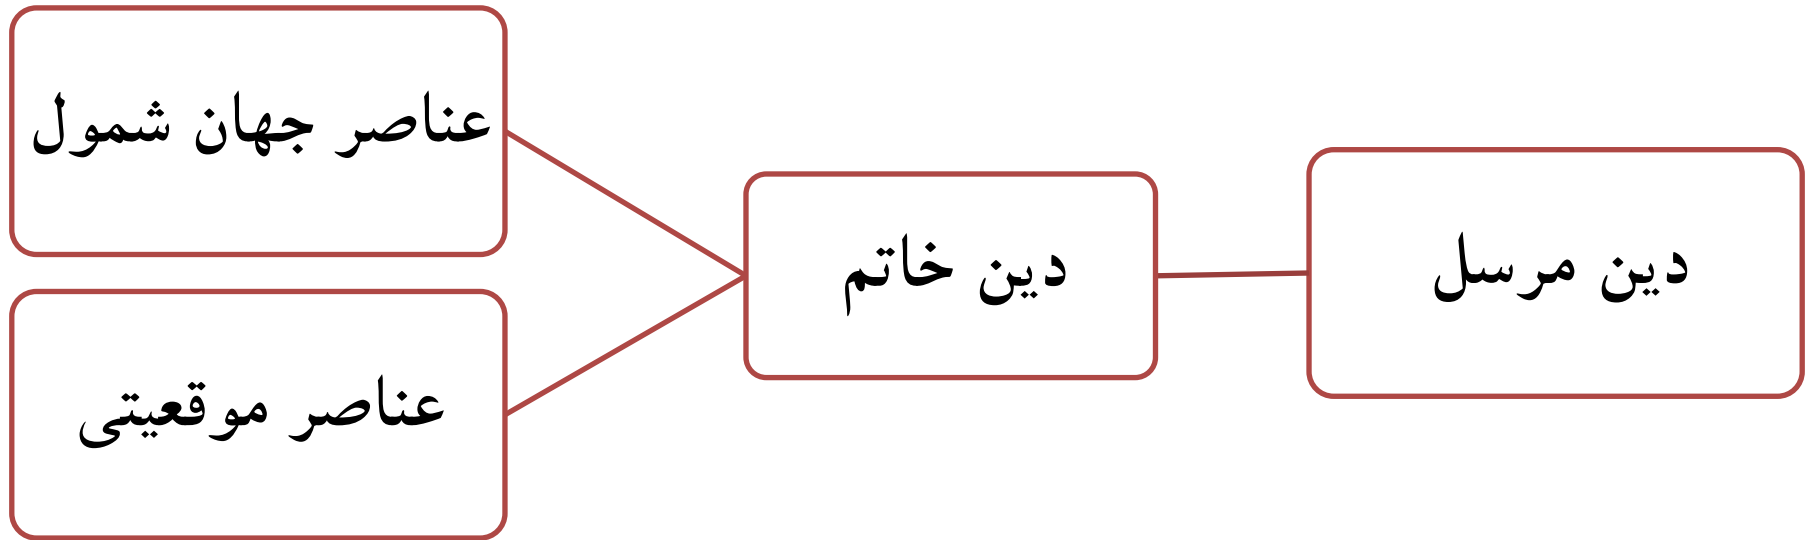 دین مرسل
دین خاتم
عناصر جهان شمول
عناصر موقعیتی